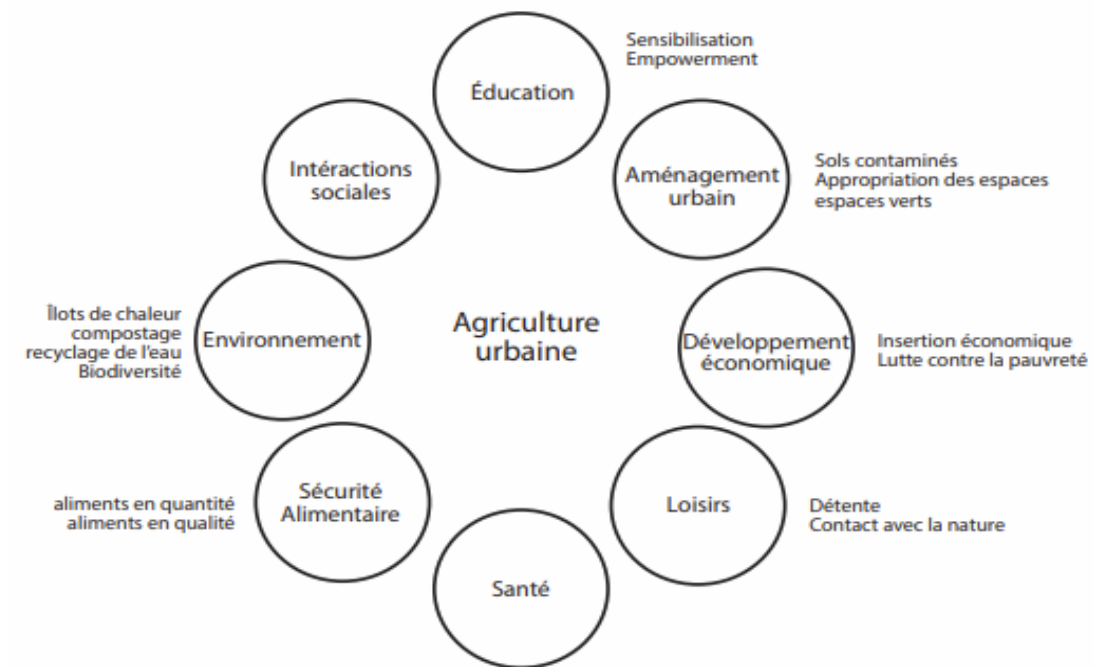 Éducation
Sensibilisation
Empowerment
Intéractions
sociales
Aménagement
urbain
Sols contaminés
Appropriation des espaces
espaces verts
Îlots de chaleur
compostage
recyclage de l'eau
Biodiversité
Environnement
Agriculture
urbaine
Développement
économique
Insertion économique
Lutte contre la pauvreté
aliments en quantité
aliments en qualité
Sécurité
Alimentaire
Loisirs
Détente
Contact avec la nature
Santé